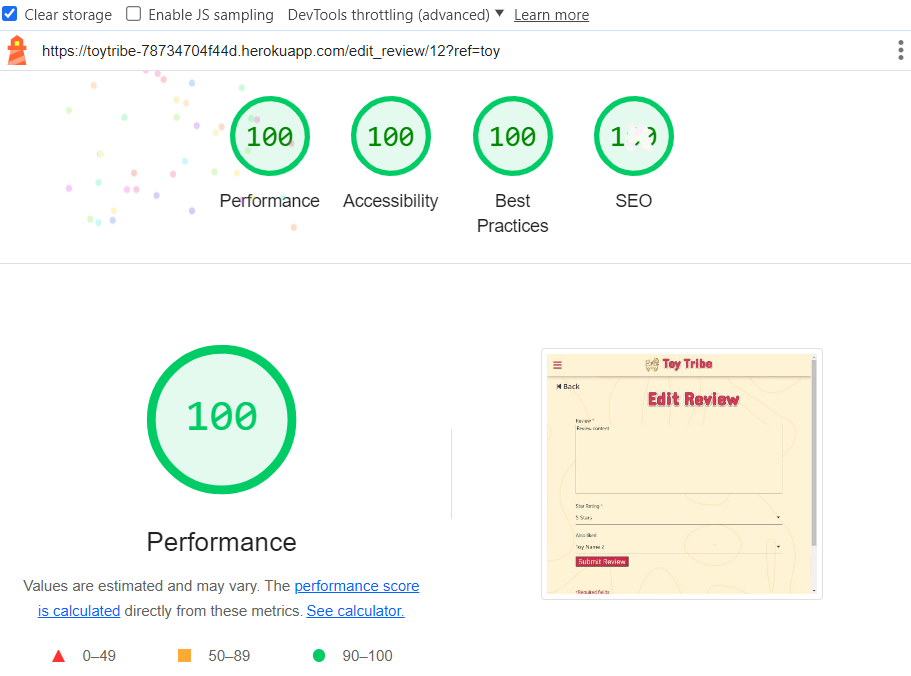 Clear storage Enable JS sampling DevTools throttling (advanced) Learn more
https://toytribe-78734704f44d.herokuapp.com/edit_review/12?ref=toy
100 100 100 100
Performance Accessibility Best Practices SEO
100
Performance
Values are estimated and may vary. The performance score
is calculated directly from these metrics. See calculator.
0–49 50–89 90–100
Toy Tribe
Back
Edit Review
Review *
Review content
Star Rating *
5 Stars
Also liked
Toy Name 2
Submit Review
*Required fields